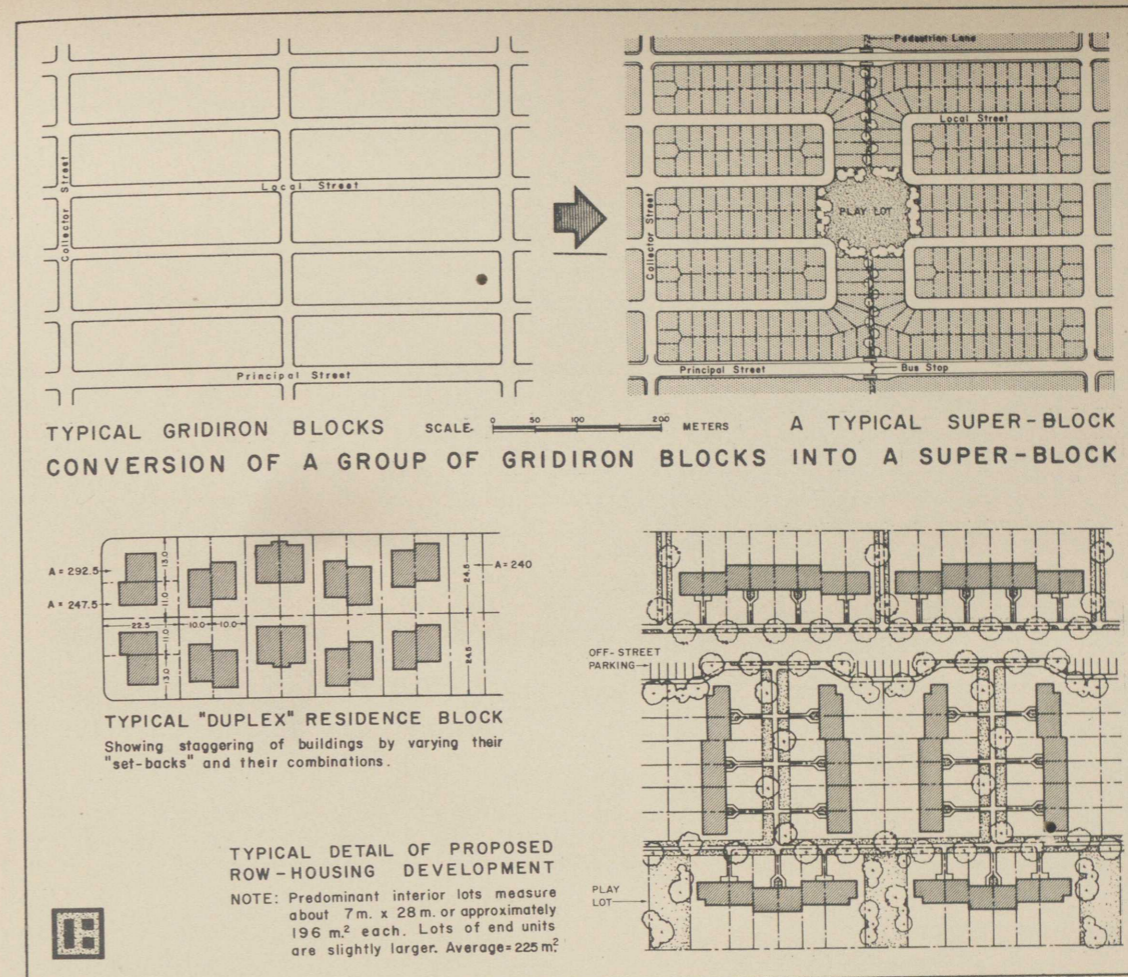 Pedestrian Lane
Local Street
Collector Street
PLAY LOT
Principal Street
Bus Stop
Collector Street
Local Street
Principal Street
TYPICAL GRIDIRON BLOCKS
SCALE 0 50 100 200 METERS
A TYPICAL SUPER-BLOCK
CONVERSION OF A GROUP OF GRIDIRON BLOCKS INTO A SUPER-BLOCK
A=292.5
A=247.5
A=240
13.0
11.0
24.5
22.5
10.0
10.0
11.0
13.0
24.5
TYPICAL "DUPLEX" RESIDENCE BLOCK
Showing staggering of buildings by varying their
"set-backs" and their combinations.
OFF-STREET
PARKING
TYPICAL DETAIL OF PROPOSED
ROW-HOUSING DEVELOPMENT
NOTE: Predominant interior lots measure
about 7m. x 28m. or approximately
196 m.² each. Lots of end units
are slightly larger. Average=225 m.²
PLAY
LOT